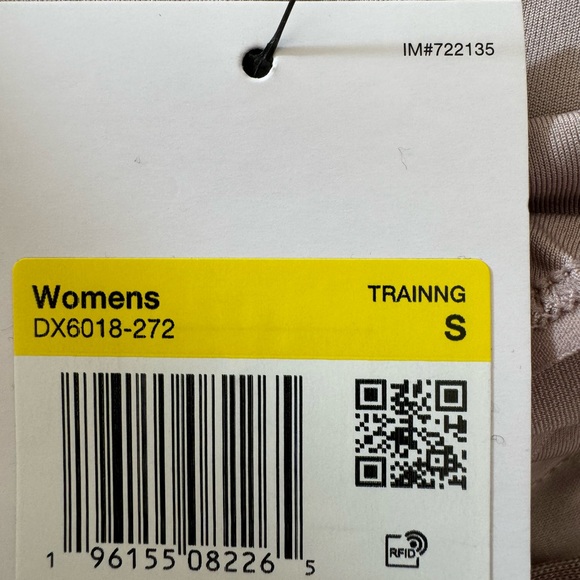 IM#722135
Womens TRAINNG
DX6018-272 S
1 96155 08226 5
RFID